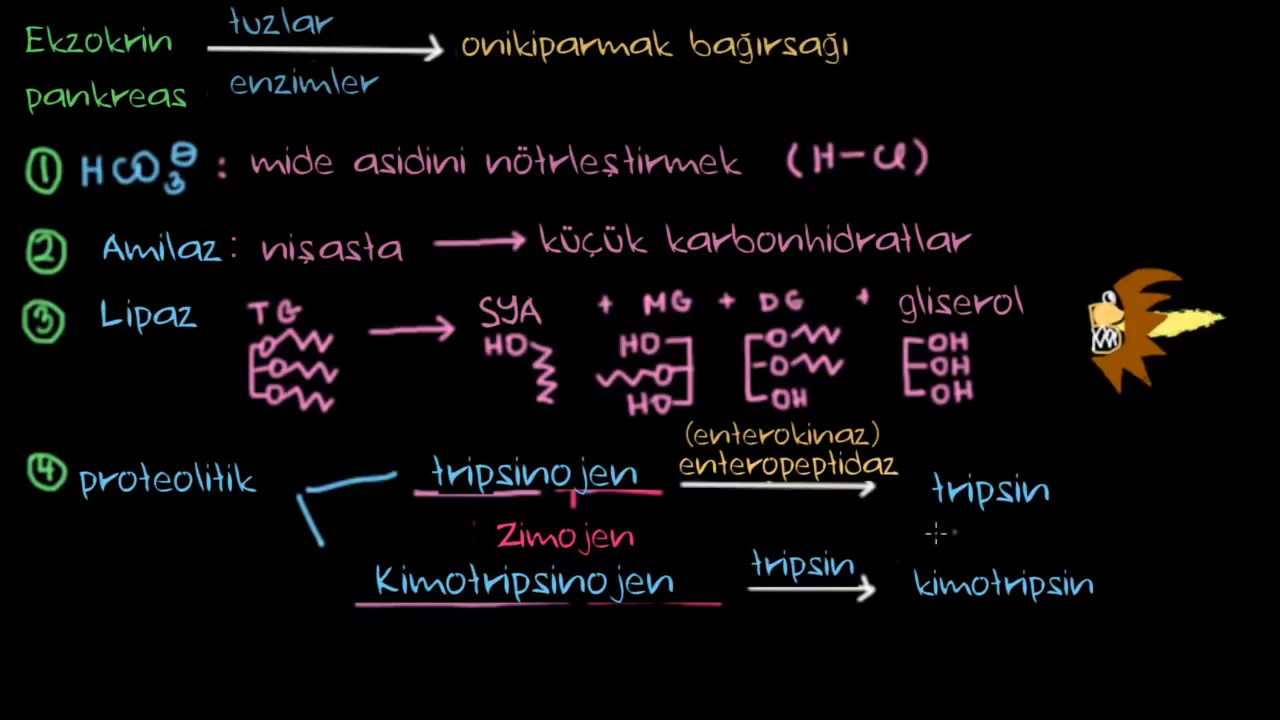 Ekzokrin tuzlar onikiparmak bağırsağı
pankreas enzimler
1 HCO3⊖ : mide asidini nötrleştirmek (H-Cl)
2 Amilaz: nişasta → küçük karbonhidratlar
3 Lipaz TG → SYA + MG + DG + gliserol
HO HO O OH
O O O OH
O HO OH OH
O
(enterokinaz)
4 proteolitik tripsinojen enteropeptidaz → tripsin
Zimojen
Kimotripsinojen tripsin → kimotripsin